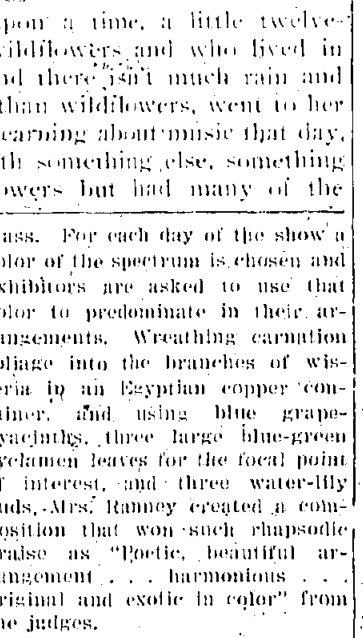 upon a time, a little twelve-
wildflowers and who lived in
nd there isn't much rain and
than wildflowers, went to her
earning about music that day,
th something else, something
owers but had many of the
ass. For each day of the show a
olor of the spectrum is chosen and
xhibitors are asked to use that
olor to predominate in their ar-
angements. Wreathing carnation
oliage into the branches of wis-
eria in an Egyptian copper con-
ainer, and using blue grape-
yacinths, three large blue-green
yclamen leaves for the focal point
f interest, and three water-lily
uds, Mrs. Ranney created a com-
osition that won such rhapsodic
raise as "Poetic, beautiful ar-
angement . . . harmonious . . .
riginal and exotic in color" from
he judges.